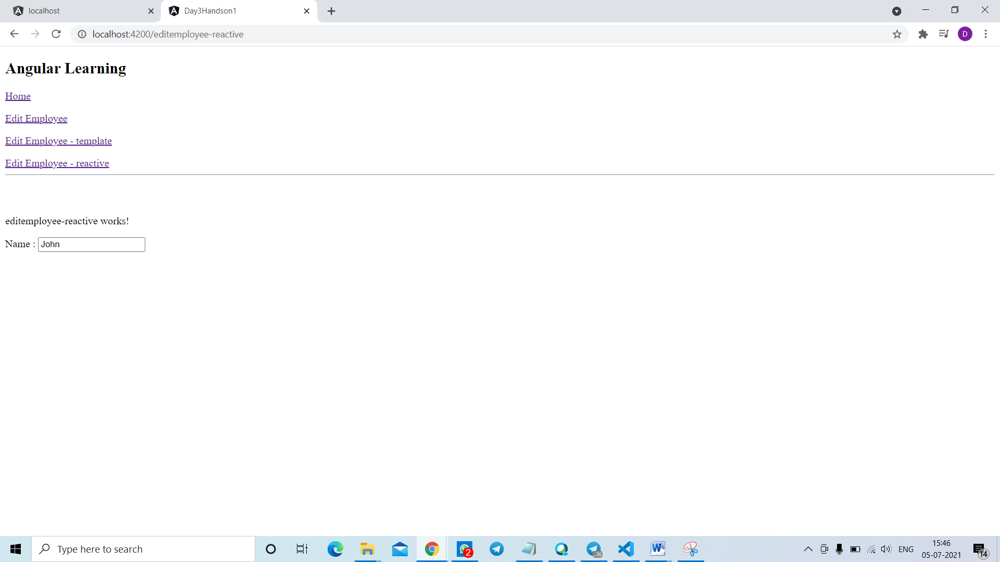 localhost
Day3Handson1
localhost:4200/editemployee-reactive
D
Angular Learning
Home
Edit Employee
Edit Employee - template
Edit Employee - reactive
editemployee-reactive works!
Name : John
Type here to search
2
..36
W
ENG
15:46
05-07-2021
14